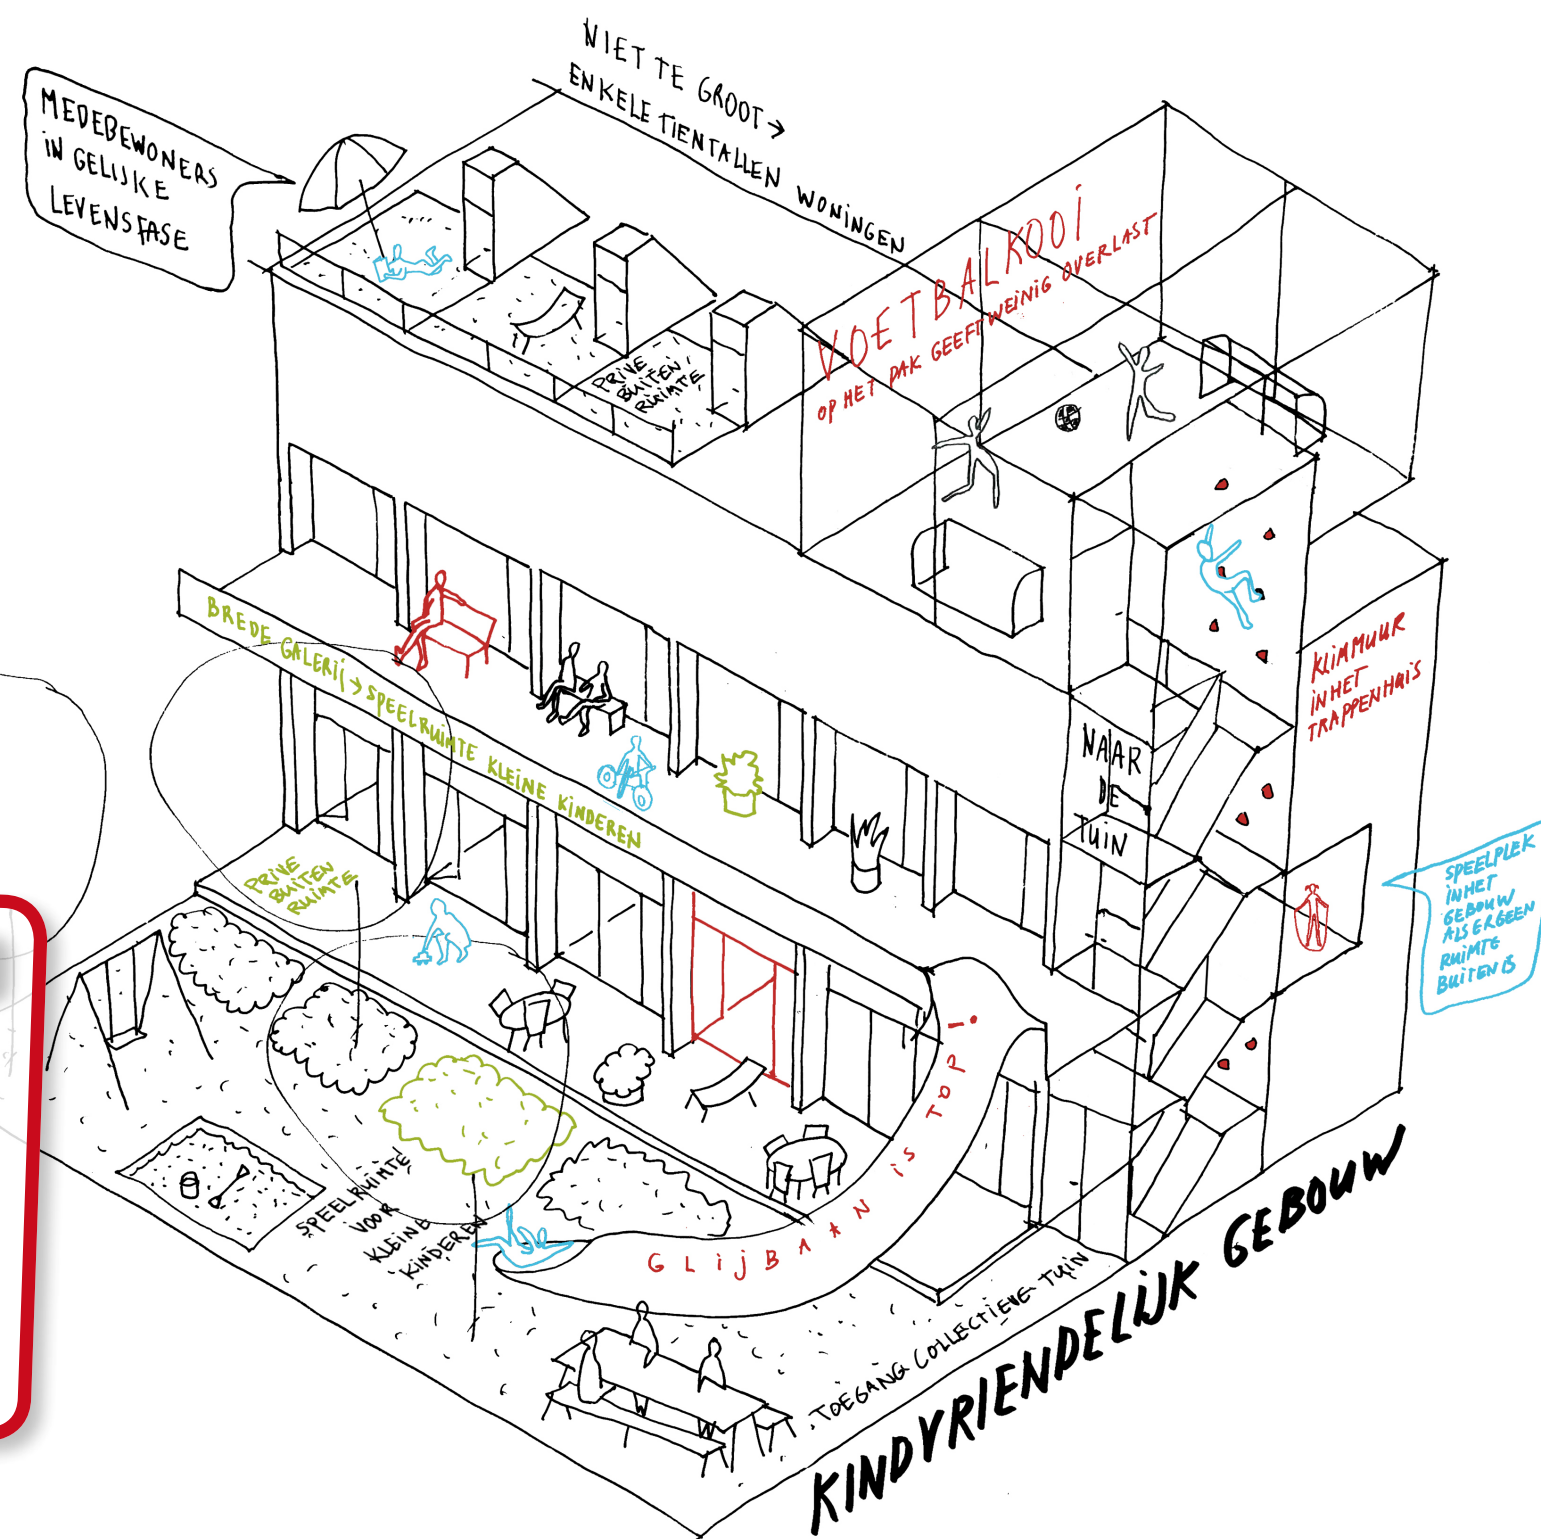 NIET TE GROOT →
ENKELE TIENTALLEN WONINGEN
MEDEBEWONERS
IN GELIJKE
LEVENSFASE
VOETBALKOOI
OP HET DAK GEEFT WEINIG OVERLAST
PRIVE
BUITEN
RUIMTE
BREDE GALERIJ → SPEELRUIMTE KLEINE KINDEREN
KLIMMUUR
IN HET
TRAPPENHUIS
NAAR
DE
TUIN
PRIVE
BUITEN
RUIMTE
SPEELPLEK
IN HET
GEBOUW
ALS ER GEEN
RUIMTE
BUITEN IS
SPEELRUIMTE
VOOR
KLEINE
KINDEREN
GLIJBAAN IS TOP!
TOEGANG COLLECTIEVE TUIN
KINDVRIENDELIJK GEBOUW